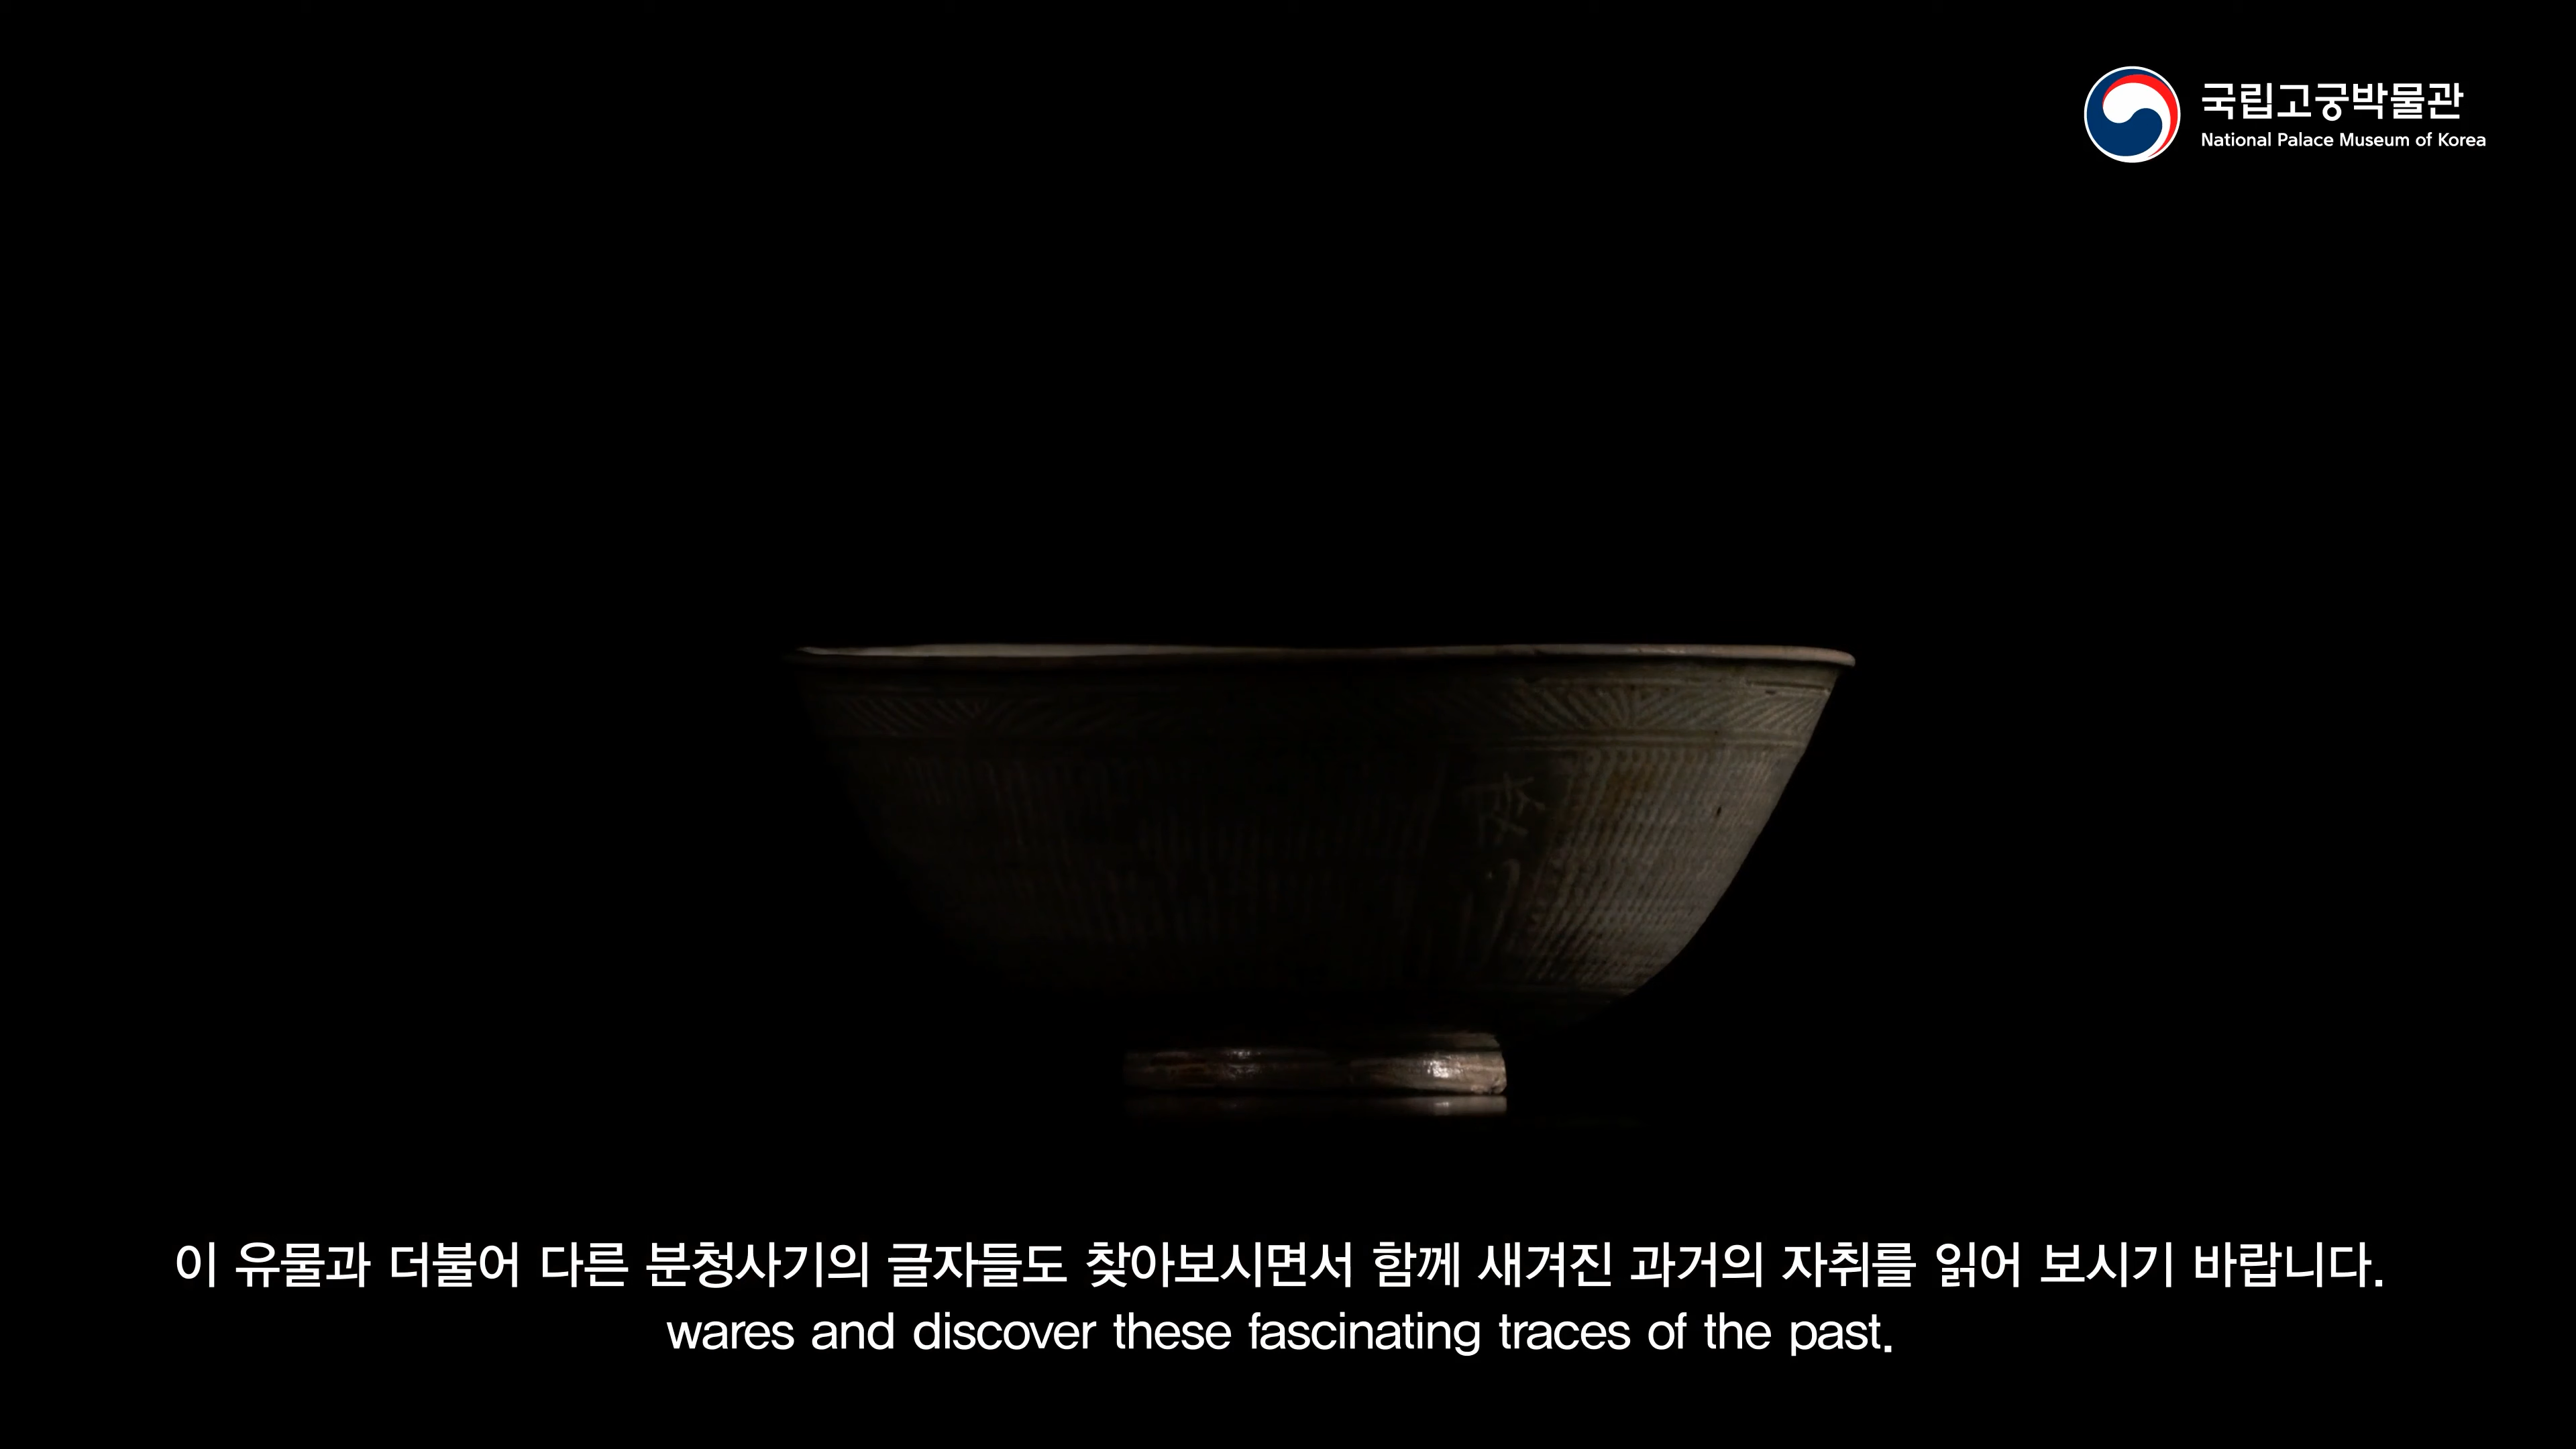 국립고궁박물관
National Palace Museum of Korea
이 유물과 더불어 다른 분청사기의 글자들도 찾아보시면서 함께 새겨진 과거의 자취를 읽어 보시기 바랍니다.
wares and discover these fascinating traces of the past.